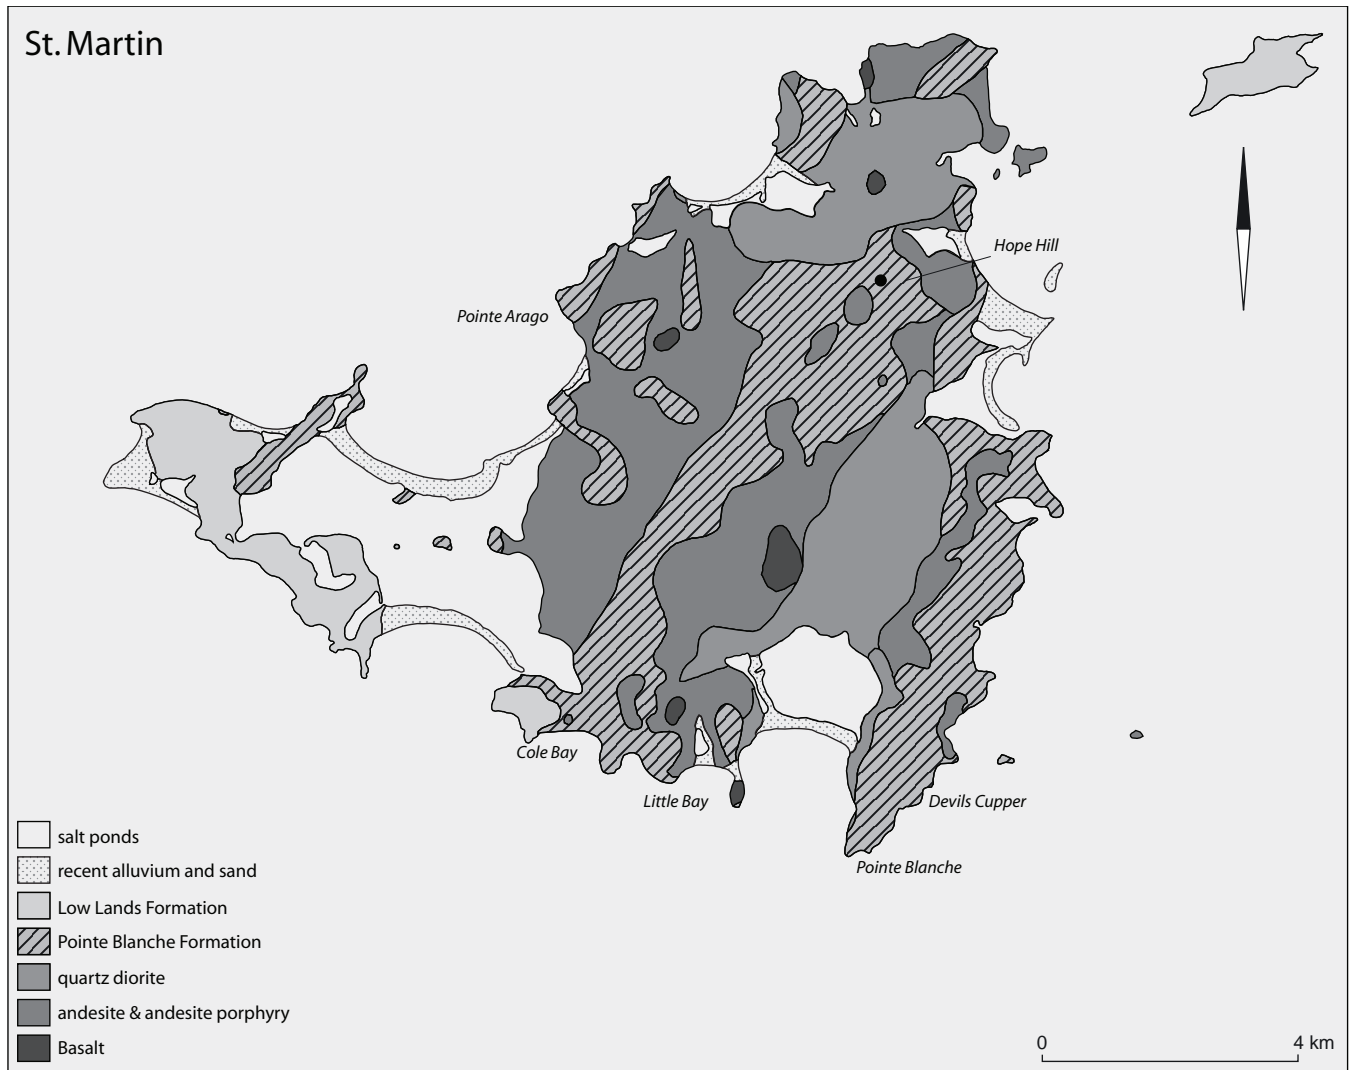 St. Martin
Hope Hill
Pointe Arago
Cole Bay
Little Bay
Devils Cupper
Pointe Blanche
salt ponds
recent alluvium and sand
Low Lands Formation
Pointe Blanche Formation
quartz diorite
andesite & andesite porphyry
Basalt
0 4 km